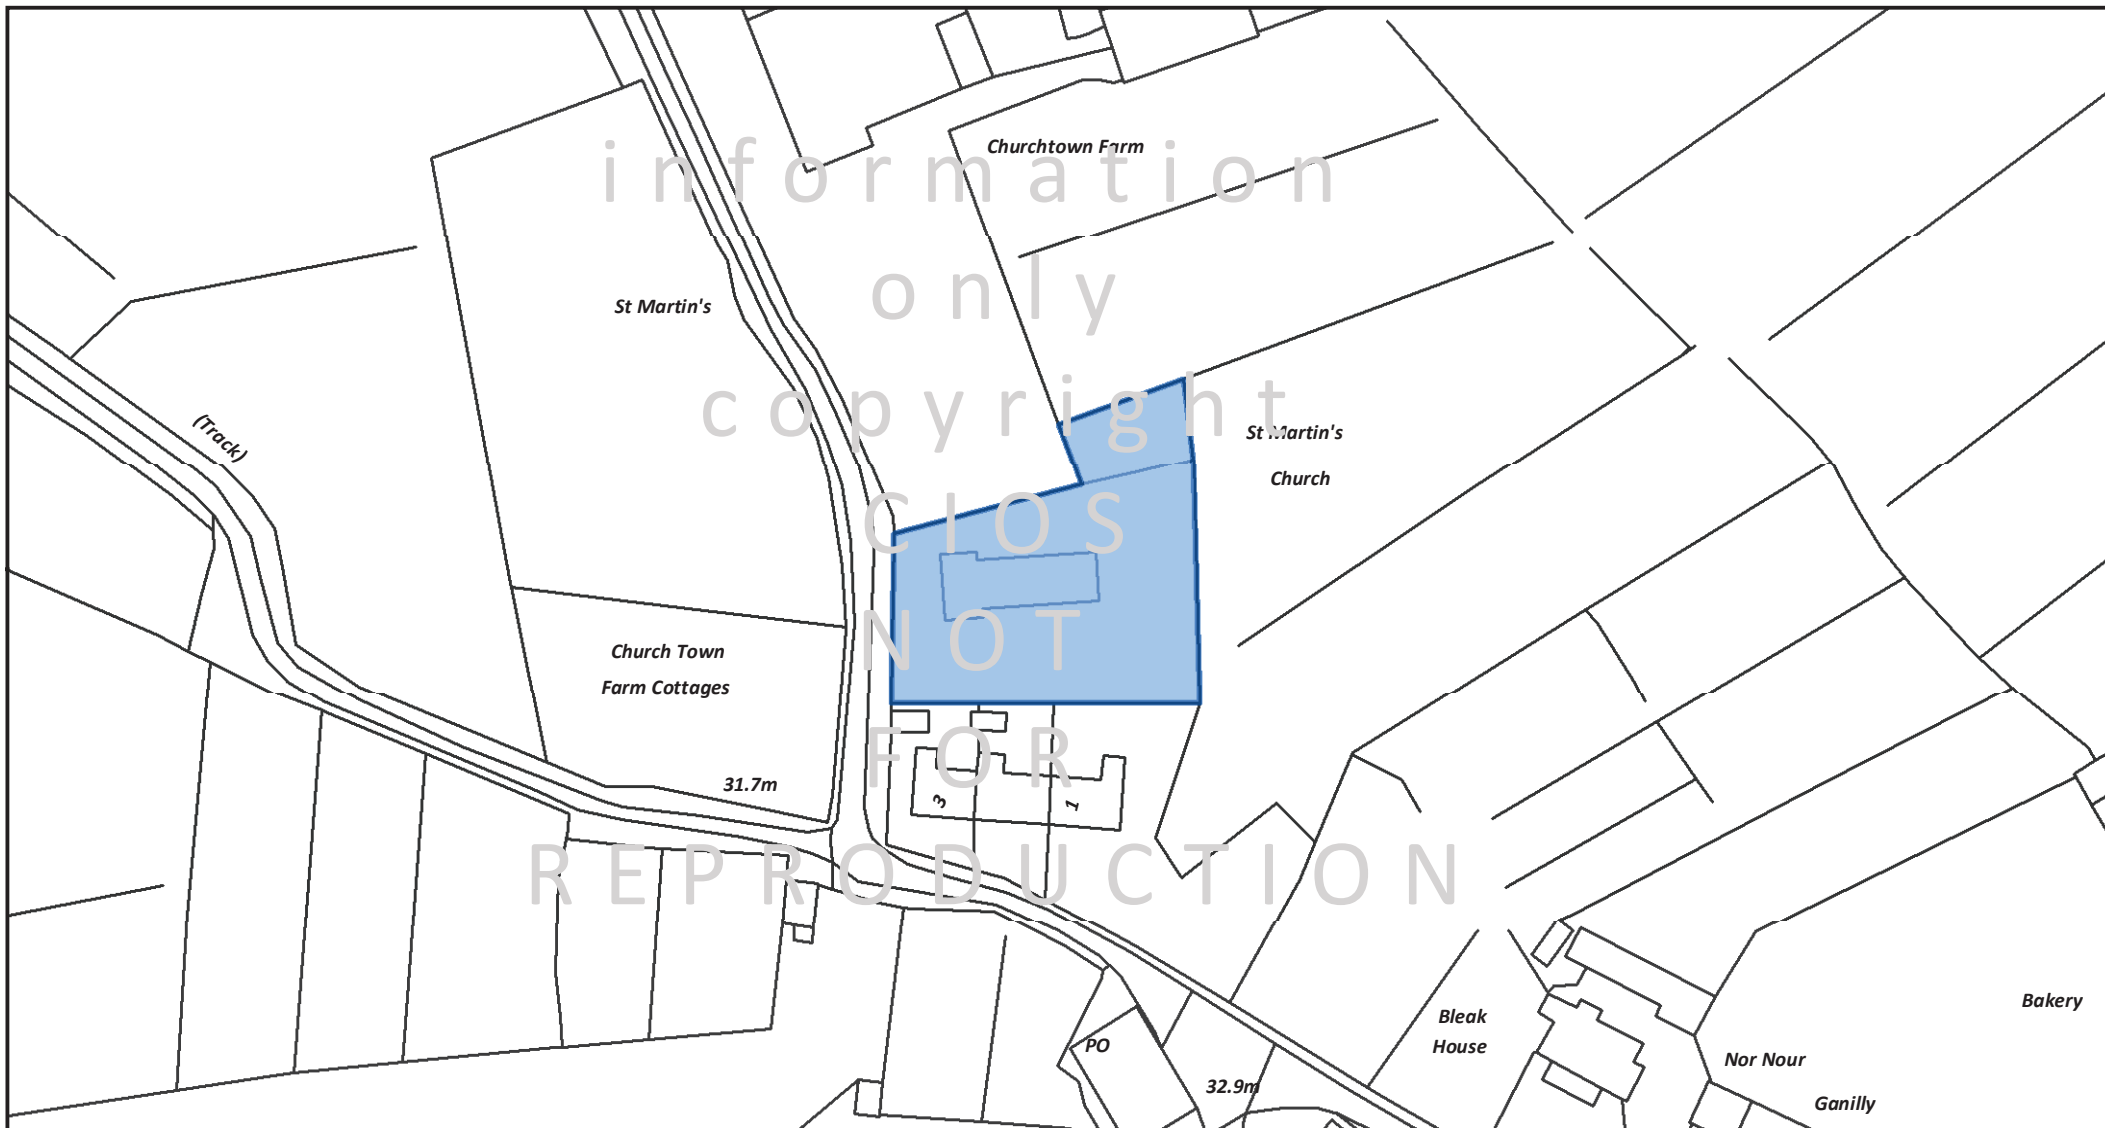 Churchtown Farm
information
only
St Martin's
copyright
(Track)
St Martin's
Church
CIOS
NOT
Church Town
Farm Cottages
FOR
31.7m
3
1
REPRODUCTION
Bakery
Bleak
House
PO
Nor Nour
32.9m
Ganilly